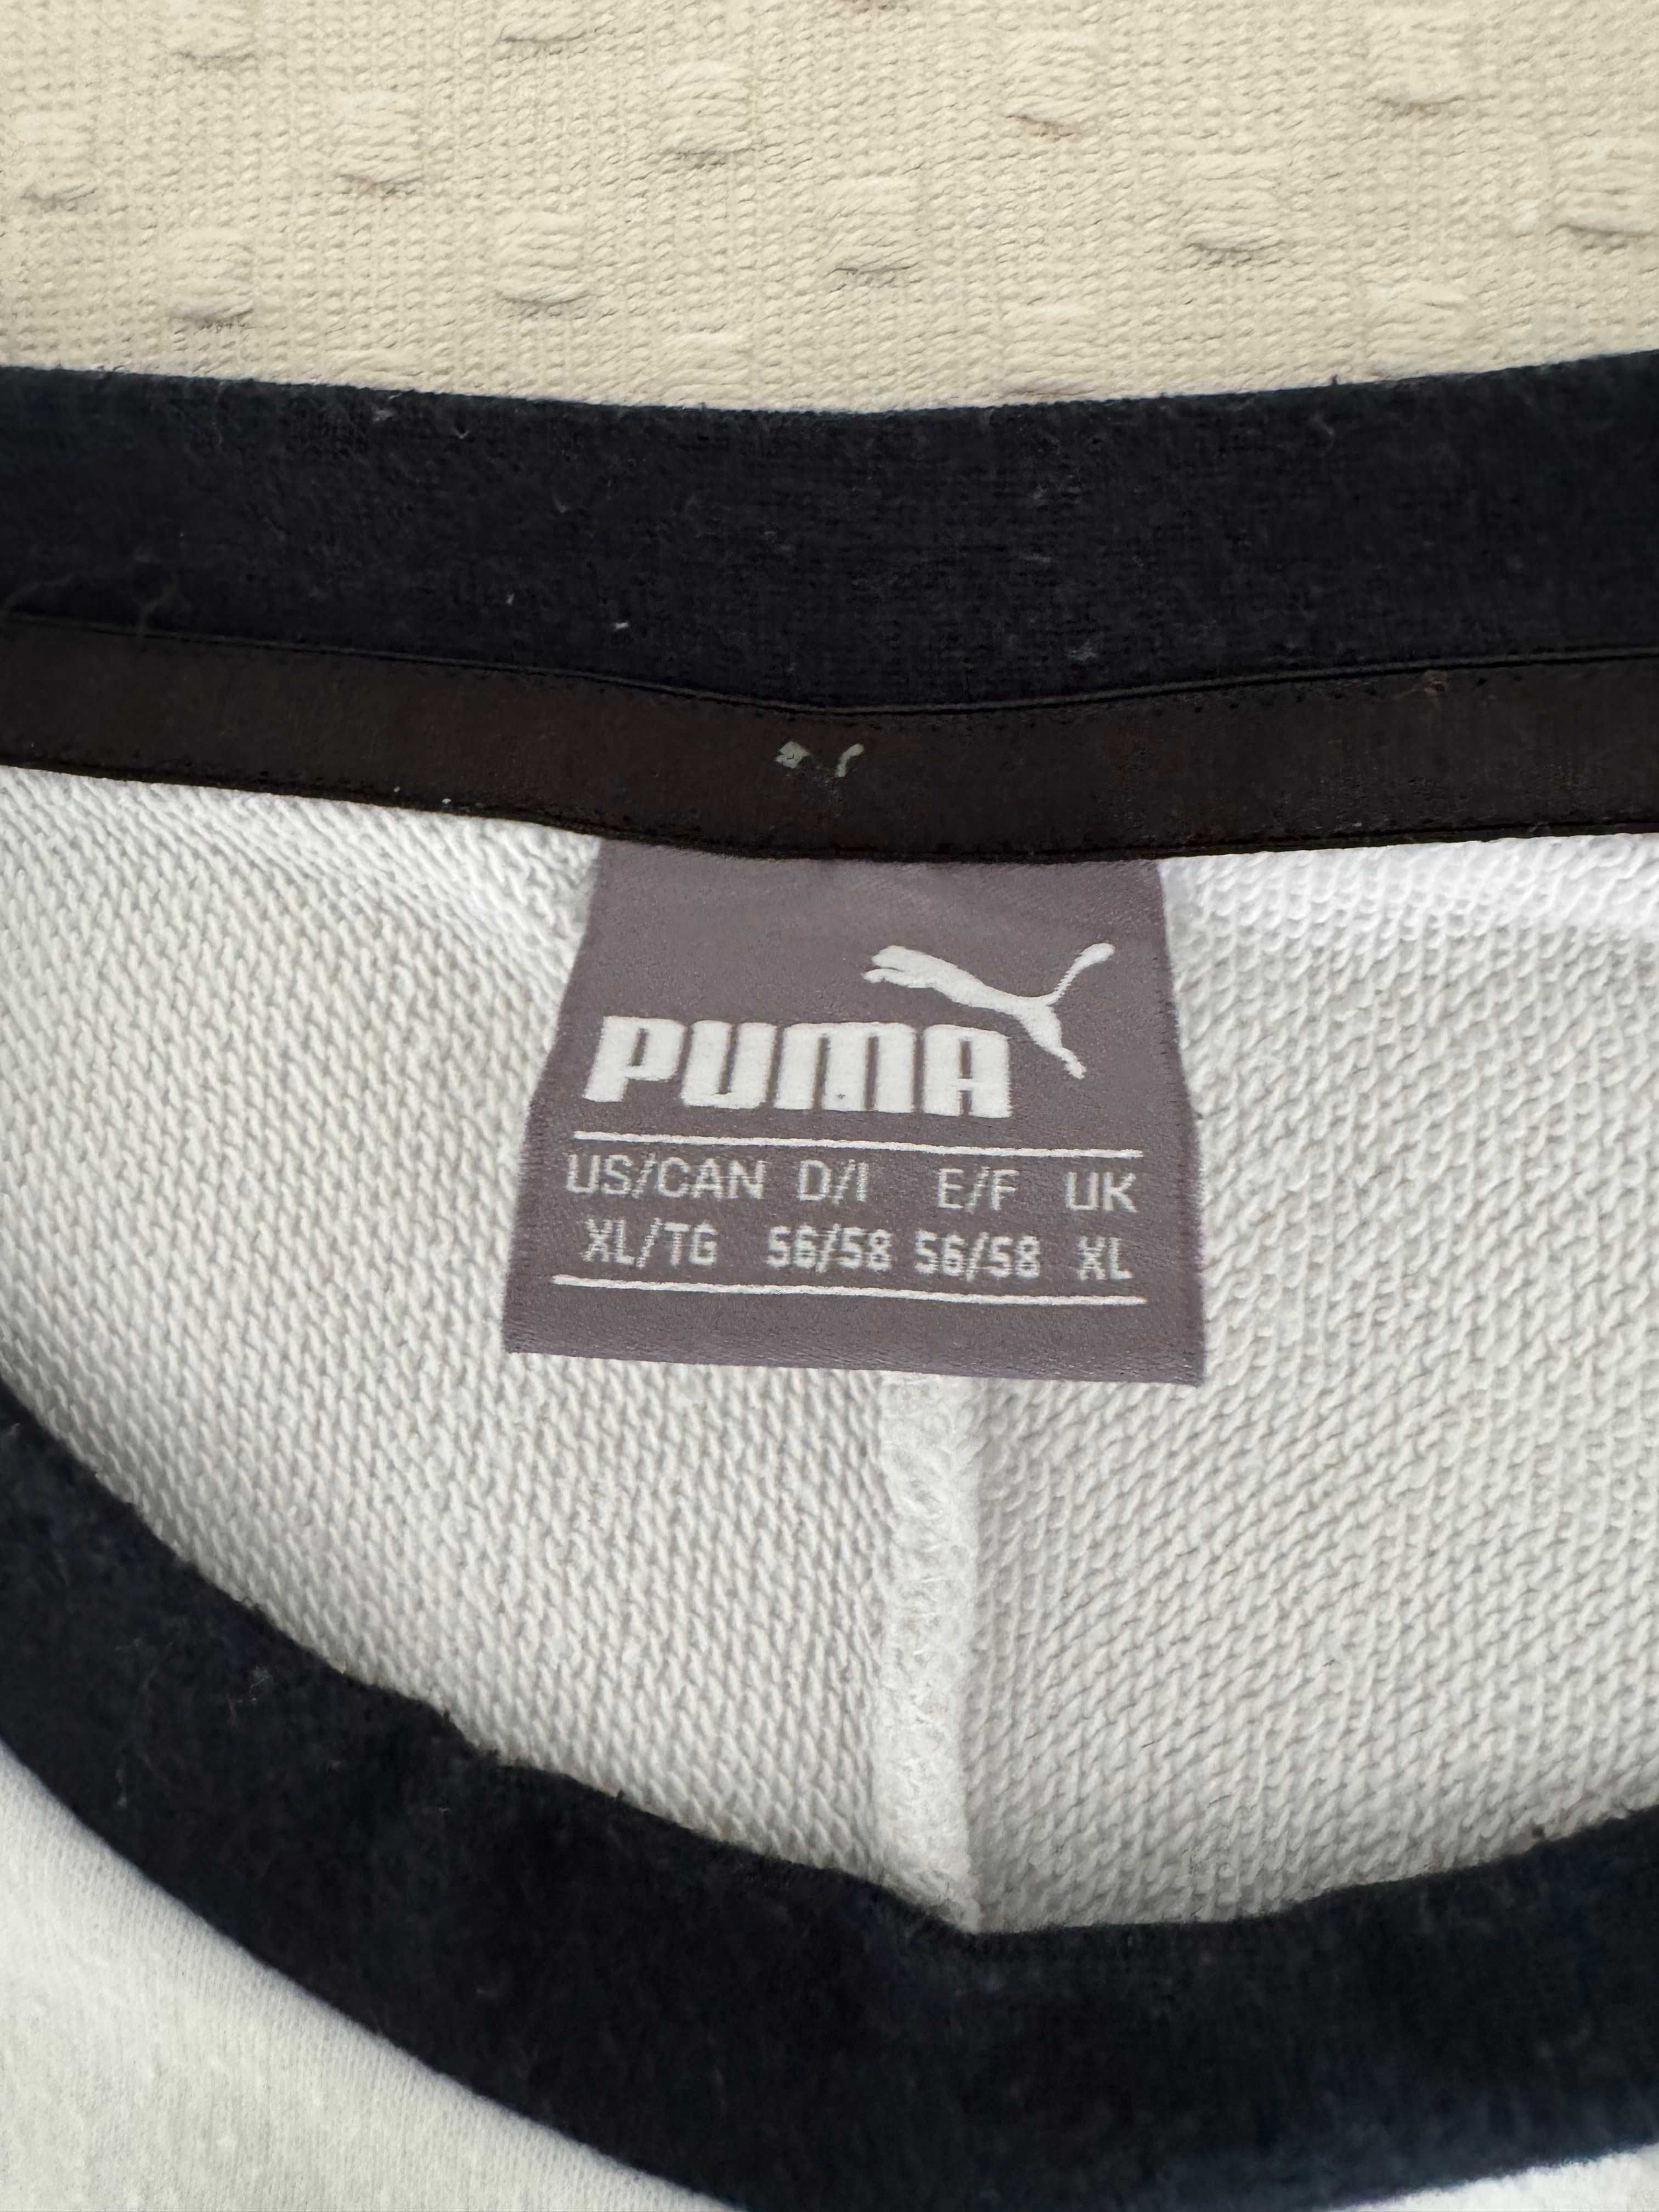 PUMA
US/CAN D/I E/F UK
XL/TG 56/58 56/58 XL